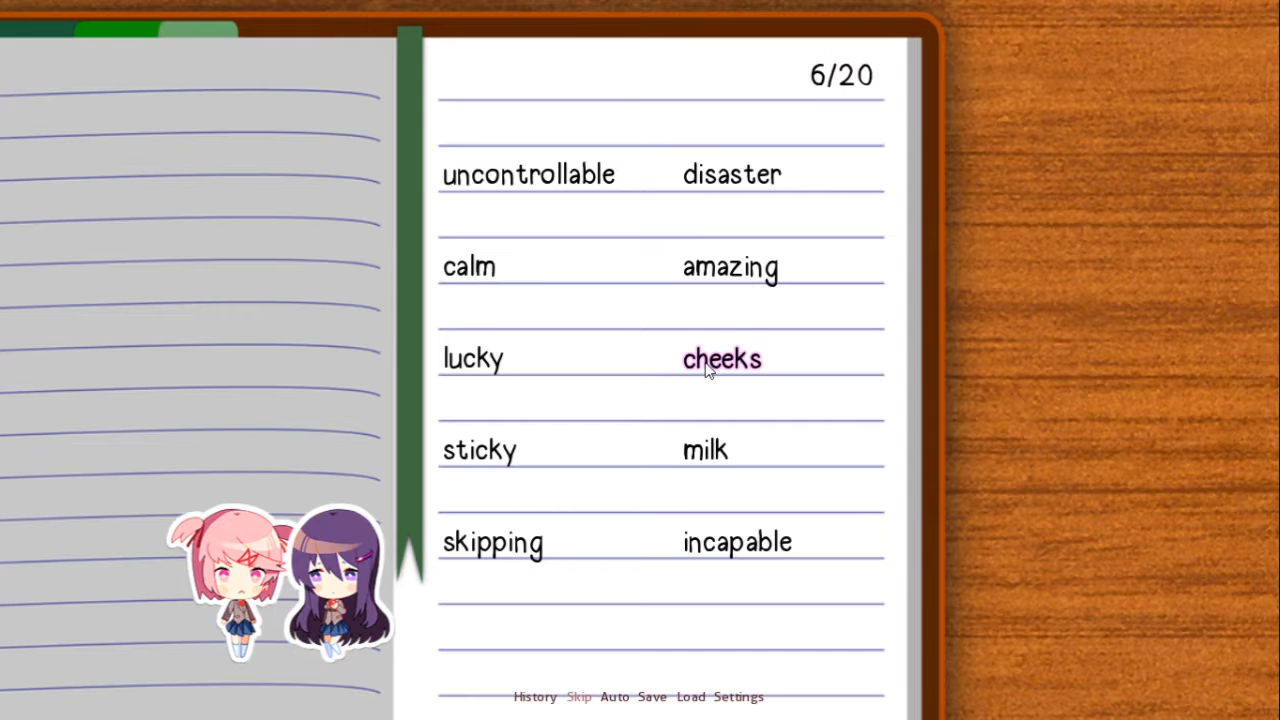 6/20
uncontrollable disaster
calm amazing
lucky cheeks
sticky milk
skipping incapable
History Skip Auto Save Load Settings